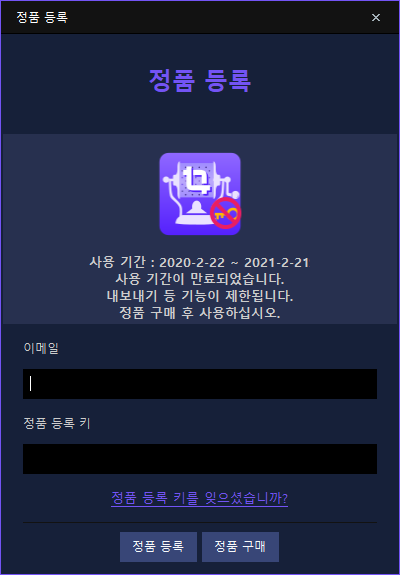 정품 등록
정품 등록
사용 기간 : 2020-2-22 ~ 2021-2-21
사용 기간이 만료되었습니다.
내보내기 등 기능이 제한됩니다.
정품 구매 후 사용하십시오.
이메일
정품 등록 키
정품 등록 키를 잊으셨습니까?
정품 등록
정품 구매